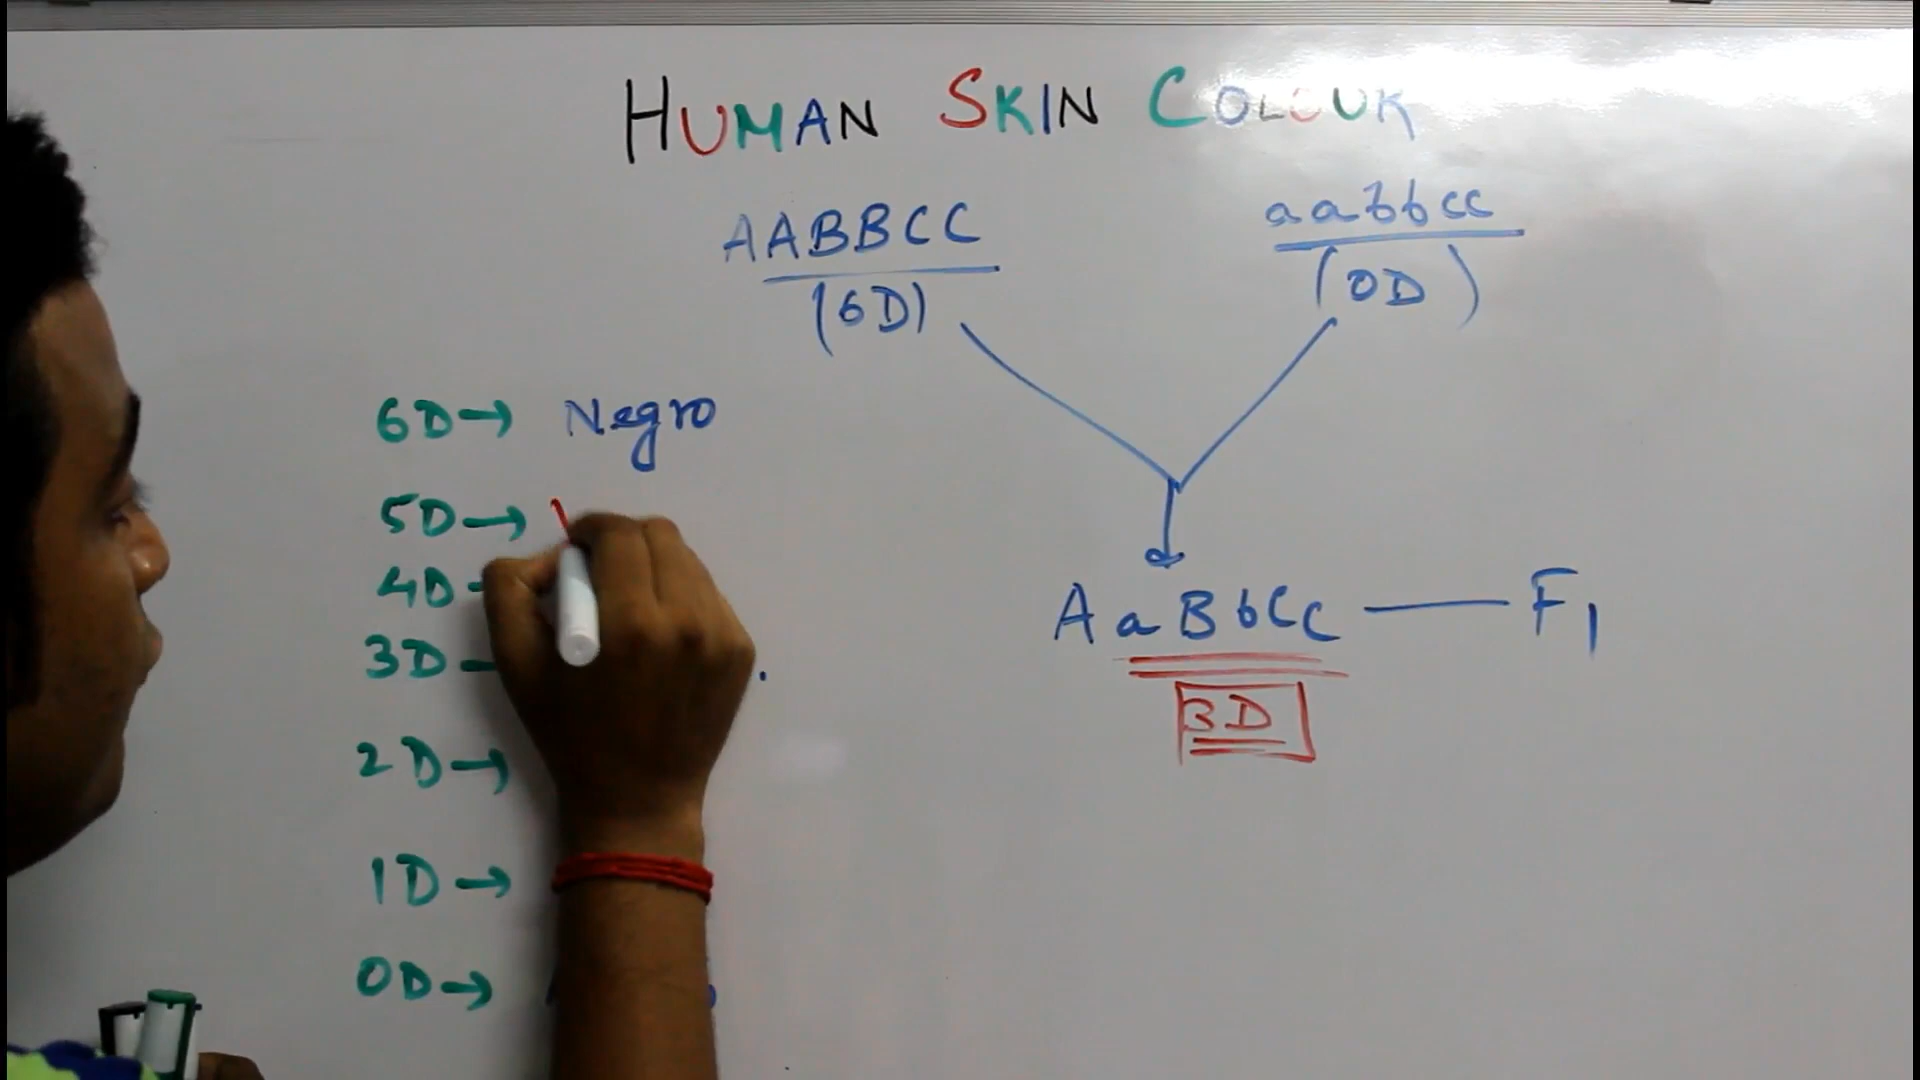 HUMAN SKIN COLOUR
AABBCC
(6D)
aabbcc
(0D)
6D→ Negro
5D→
4D
3D
2D→
1D→
0D→
AaBbCc — F1
3D